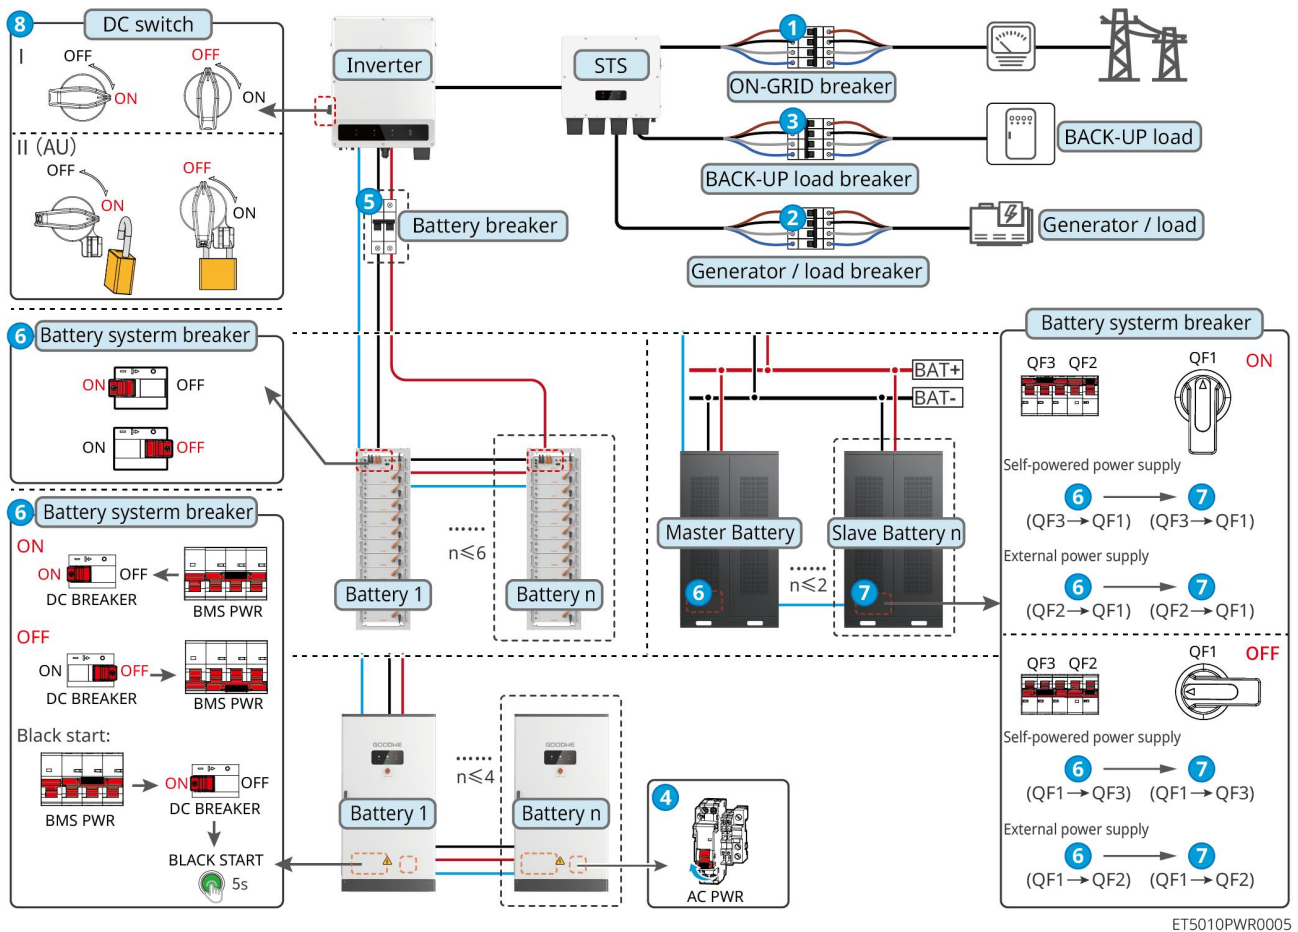 8
DC switch
I
OFF
ON
OFF
ON
II (AU)
OFF
ON
OFF
ON
Inverter
STS
1
ON-GRID breaker
3
BACK-UP load
BACK-UP load breaker
5
Battery breaker
2
Generator / load
Generator / load breaker
6
Battery systerm breaker
ON
OFF
ON
OFF
6
Battery systerm breaker
ON
ON
OFF
DC BREAKER
BMS PWR
OFF
ON
OFF
DC BREAKER
BMS PWR
Black start:
BMS PWR
ON
OFF
DC BREAKER
BLACK START
5s
Battery 1
n≤6
Battery n
BAT+
BAT-
Master Battery
Slave Battery n
n≤2
6
7
GOODWE
GOODWE
n≤4
Battery 1
Battery n
4
AC PWR
Battery systerm breaker
QF3 QF2
QF1
ON
Self-powered power supply
6 → 7
(QF3→QF1) (QF3→QF1)
External power supply
6 → 7
(QF2→QF1) (QF2→QF1)
QF3 QF2
QF1
OFF
Self-powered power supply
6 → 7
(QF1→QF3) (QF1→QF3)
External power supply
6 → 7
(QF1→QF2) (QF1→QF2)
ET5010PWR0005